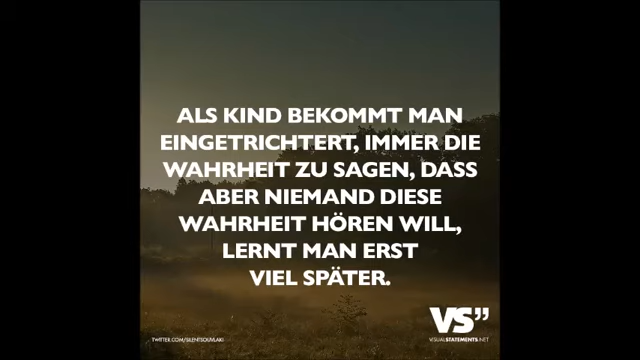 ALS KIND BEKOMMT MAN
EINGETRICHTERT, IMMER DIE
WAHRHEIT ZU SAGEN, DASS
ABER NIEMAND DIESE
WAHRHEIT HÖREN WILL,
LERNT MAN ERST
VIEL SPÄTER.
VS”
VISUALSTATEMENTS.NET